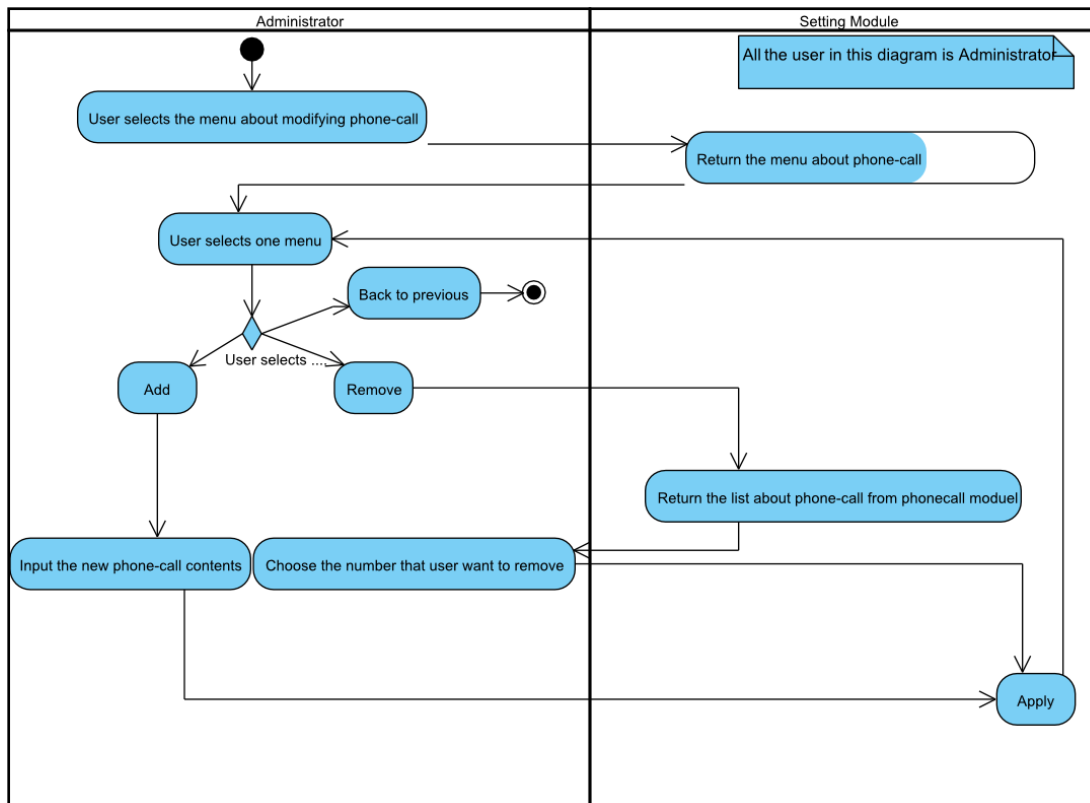 Administrator
Setting Module
All the user in this diagram is Administrator
User selects the menu about modifying phone-call
Return the menu about phone-call
User selects one menu
Back to previous
User selects ....
Add
Remove
Return the list about phone-call from phonecall moduel
Input the new phone-call contents
Choose the number that user want to remove
Apply